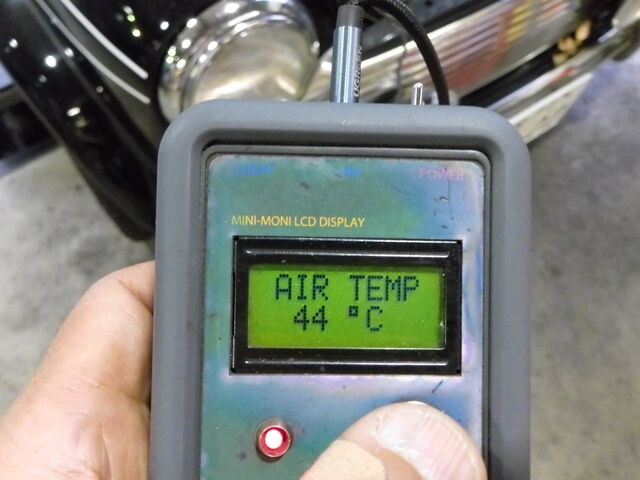 POWER
MINI-MONI LCD DISPLAY
AIR TEMP
44 °C